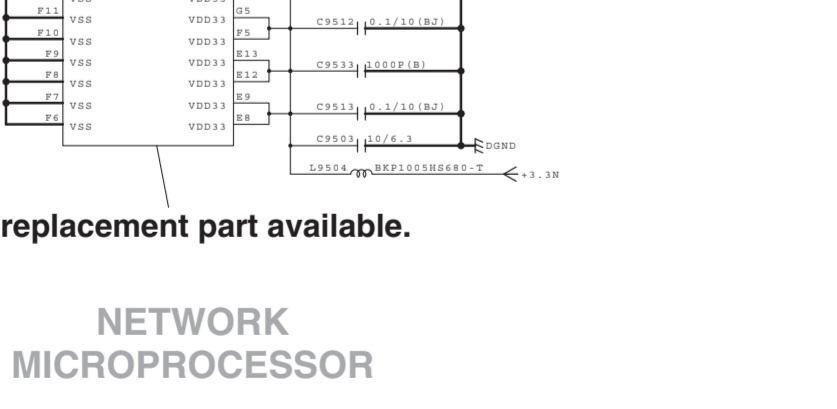 F11 VSS VDD33 G5
C9512 0.1/10(BJ)
F10 VSS VDD33 F5
F9 VSS VDD33 E13
C9533 1000P(B)
F8 VSS VDD33 E12
F7 VSS VDD33 E9
C9513 0.1/10(BJ)
F6 VSS VDD33 E8
C9503 10/6.3
DGND
L9504 BKP1005HS680-T
+3.3N
replacement part available.
NETWORK
MICROPROCESSOR